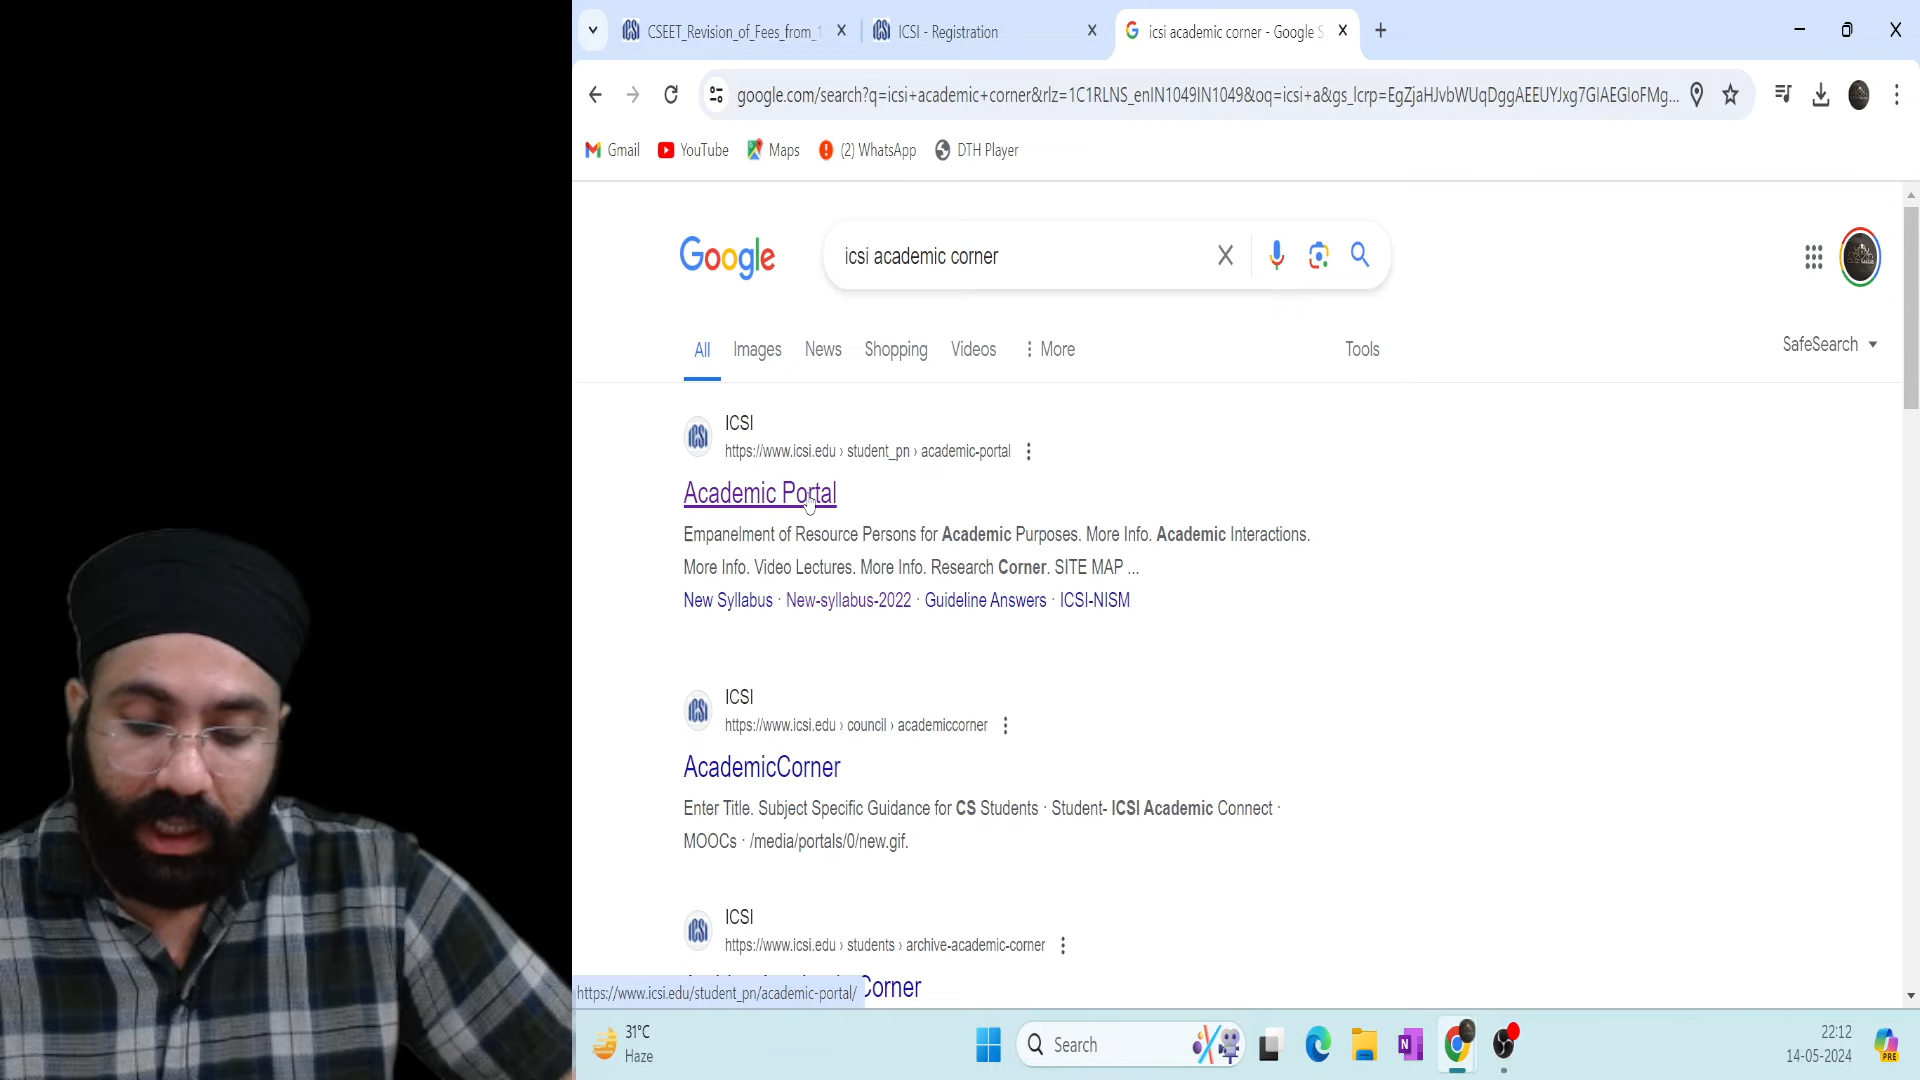 CSEET_Revision_of_Fees_from_1
ICSI - Registration
icsi academic corner - Google S
google.com/search?q=icsi+academic+corner&rlz=1C1RLNS_enIN1049IN1049&oq=icsi+a&gs_lcrp=EgZjaHJvbWUqDggAEEUYJxg7GIAEGIoFMg...
Gmail YouTube Maps (2) WhatsApp DTH Player
Google
icsi academic corner
All Images News Shopping Videos More Tools
SafeSearch
ICSI
https://www.icsi.edu › student_pn › academic-portal
Academic Portal
Empanelment of Resource Persons for Academic Purposes. More Info. Academic Interactions.
More Info. Video Lectures. More Info. Research Corner. SITE MAP ...
New Syllabus · New-syllabus-2022 · Guideline Answers · ICSI-NISM
ICSI
https://www.icsi.edu › council › academiccorner
AcademicCorner
Enter Title. Subject Specific Guidance for CS Students · Student- ICSI Academic Connect ·
MOOCs · /media/portals/0/new.gif.
ICSI
https://www.icsi.edu › students › archive-academic-corner
Corner
https://www.icsi.edu/student_pn/academic-portal/
31°C
Haze
Search
22:12
14-05-2024
PRE